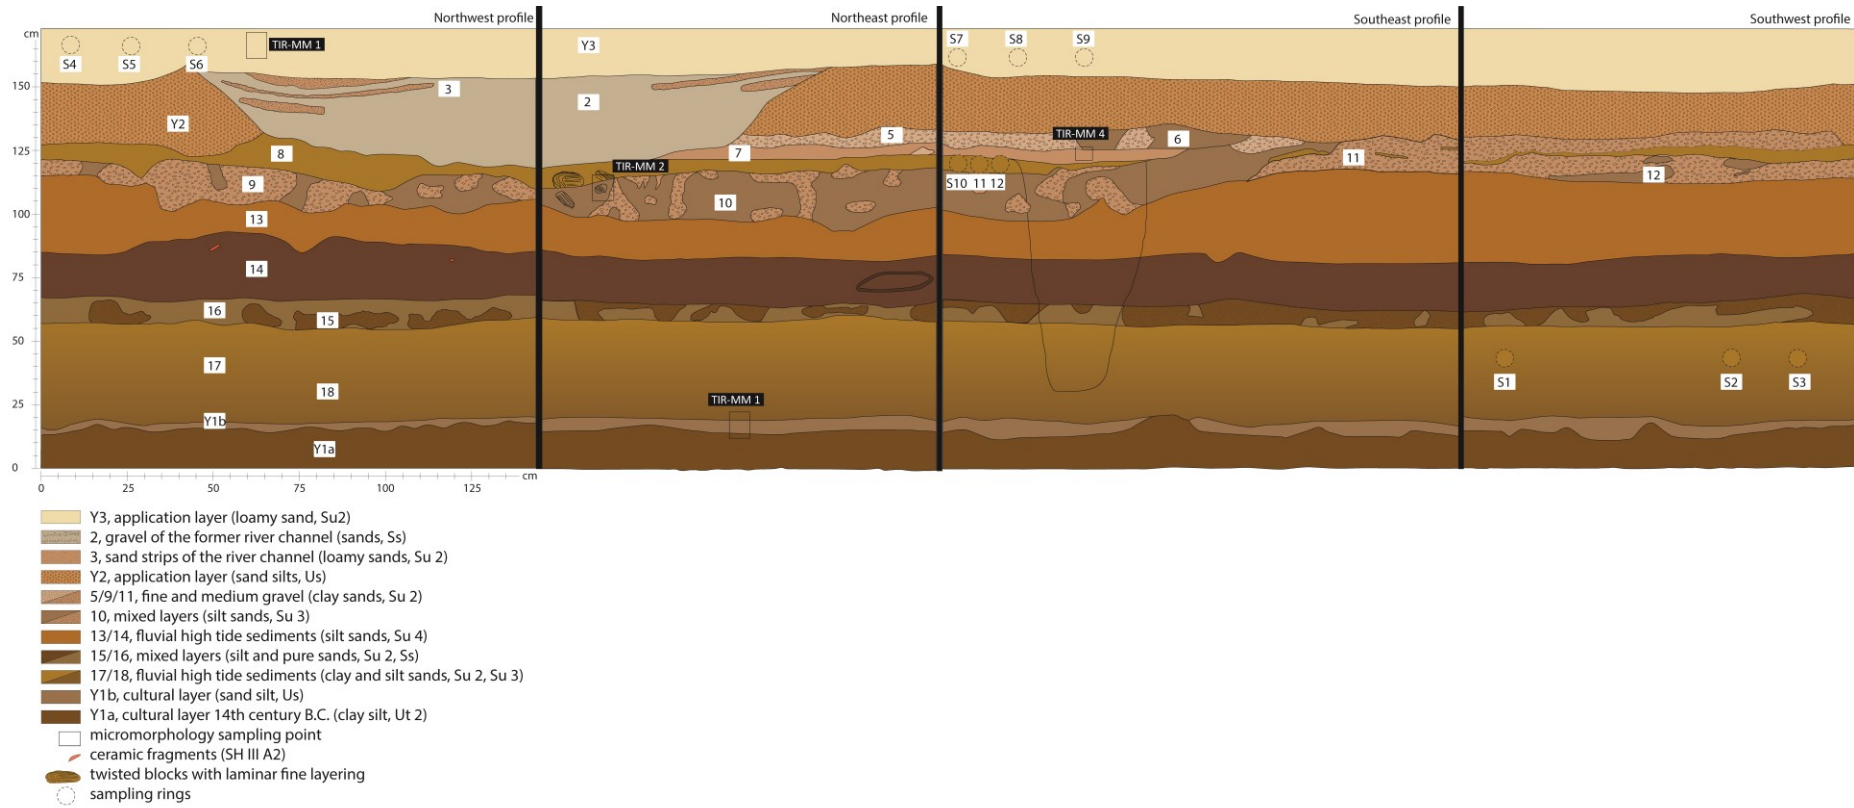 Northwest profile
Northeast profile
Southeast profile
Southwest profile
cm
S4
S5
S6
TIR-MM 1
Y3
S7
S8
S9
150
3
2
Y2
5
TIR-MM 4
6
125
8
7
TIR-MM 2
11
9
10
S10 11 12
12
100
13
14
75
16
15
50
17
18
S1
S2
S3
25
Y1b
TIR-MM 1
Y1a
0
0
25
50
75
100
125
cm
Y3, application layer (loamy sand, Su2)
2, gravel of the former river channel (sands, Ss)
3, sand strips of the river channel (loamy sands, Su 2)
Y2, application layer (sand silts, Us)
5/9/11, fine and medium gravel (clay sands, Su 2)
10, mixed layers (silt sands, Su 3)
13/14, fluvial high tide sediments (silt sands, Su 4)
15/16, mixed layers (silt and pure sands, Su 2, Ss)
17/18, fluvial high tide sediments (clay and silt sands, Su 2, Su 3)
Y1b, cultural layer (sand silt, Us)
Y1a, cultural layer 14th century B.C. (clay silt, Ut 2)
micromorphology sampling point
ceramic fragments (SH III A2)
twisted blocks with laminar fine layering
sampling rings